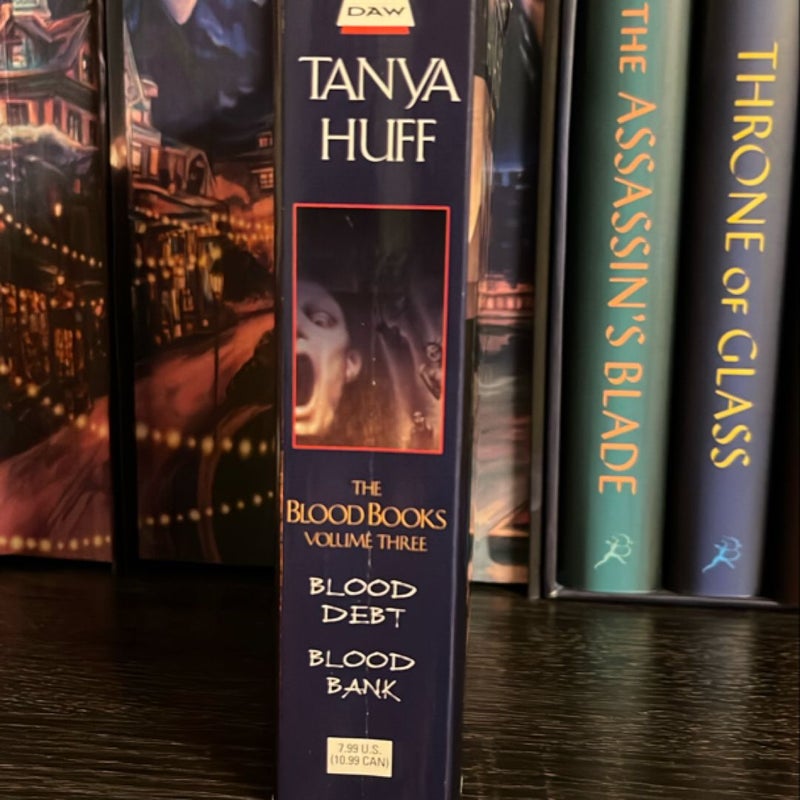 DAW
TANYA
HUFF
THE
BLOOD BOOKS
VOLUME THREE
BLOOD
DEBT
BLOOD
BANK
7.99 U.S.
(10.99 CAN)
THE ASSASSIN'S BLADE
THRONE OF GLASS